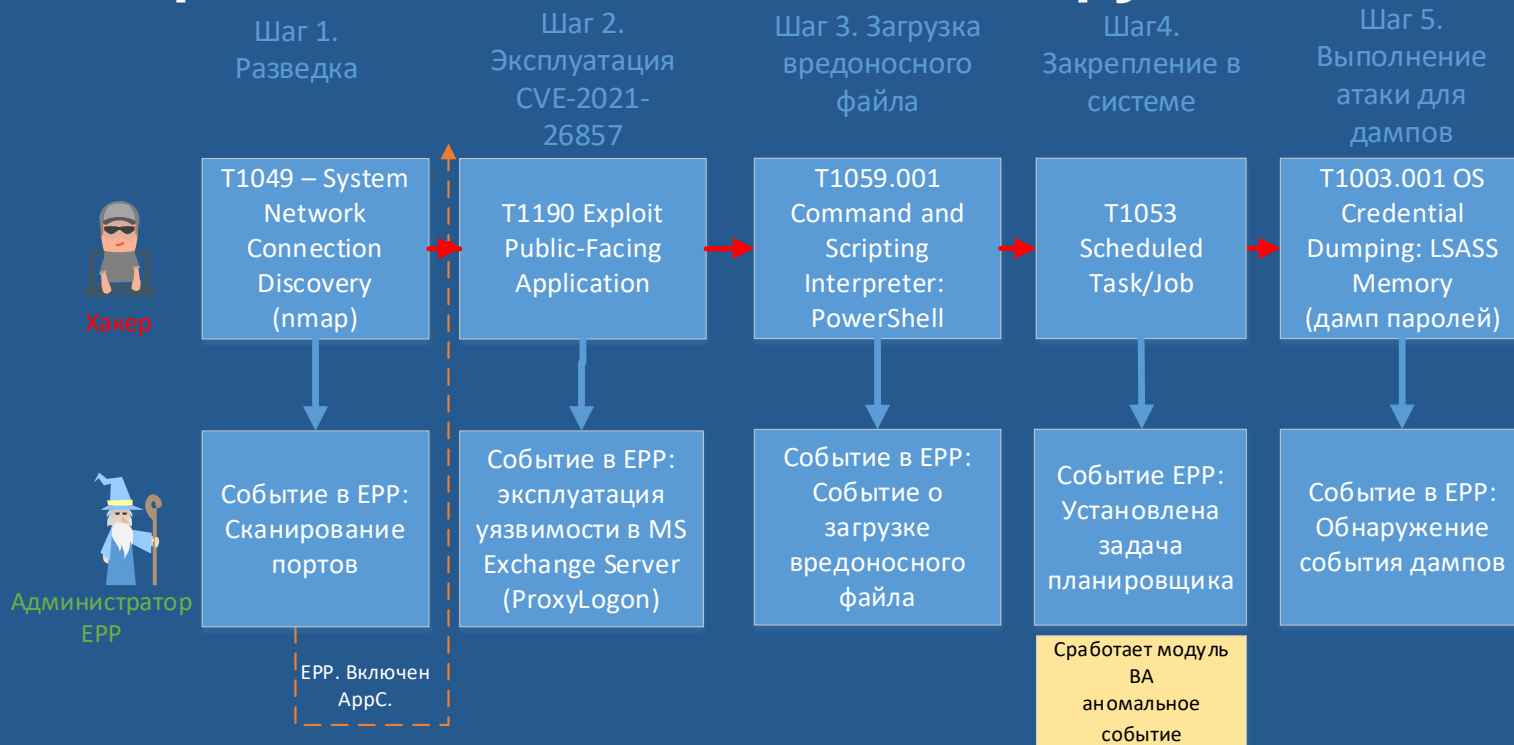 Шаг 1.
Разведка
Шаг 2.
Эксплуатация
CVE-2021-
26857
Шаг 3. Загрузка
вредоносного
файла
Шаг4.
Закрепление в
системе
Шаг 5.
Выполнение
атаки для
дампов
Хакер
T1049 – System
Network
Connection
Discovery
(nmap)
T1190 Exploit
Public-Facing
Application
T1059.001
Command and
Scripting
Interpreter:
PowerShell
T1053
Scheduled
Task/Job
T1003.001 OS
Credential
Dumping: LSASS
Memory
(дамп паролей)
Администратор
EPP
Событие в EPP:
Сканирование
портов
Событие в EPP:
эксплуатация
уязвимости в MS
Exchange Server
(ProxyLogon)
Событие в EPP:
Событие о
загрузке
вредоносного
файла
Событие EPP:
Установлена
задача
планировщика
Событие в EPP:
Обнаружение
события дампов
EPP. Включен
AppC.
Сработает модуль
BA
аномальное
событие